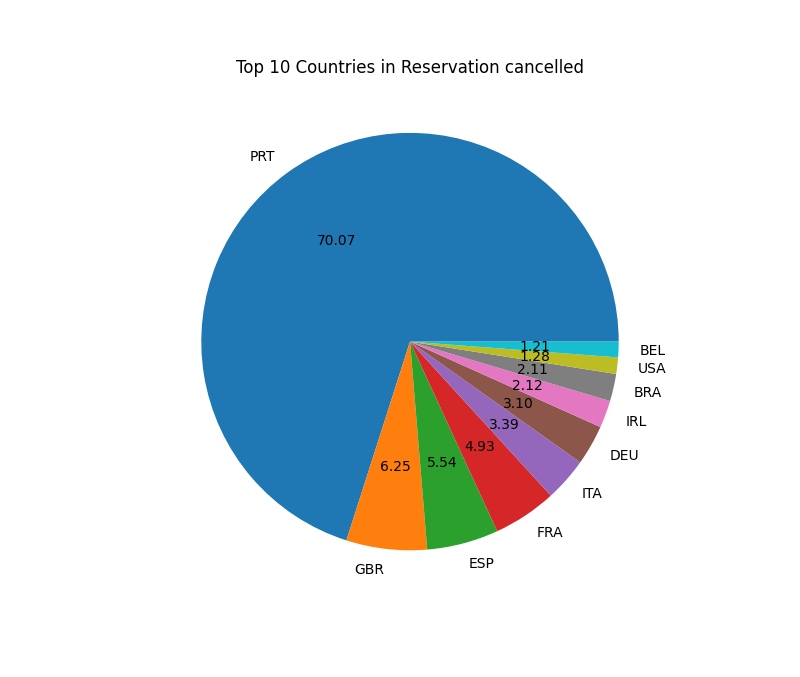 Top 10 Countries in Reservation cancelled
PRT
70.07
1.21
BEL
1.28
USA
2.11
BRA
2.12
IRL
3.10
DEU
3.39
ITA
4.93
FRA
5.54
ESP
6.25
GBR